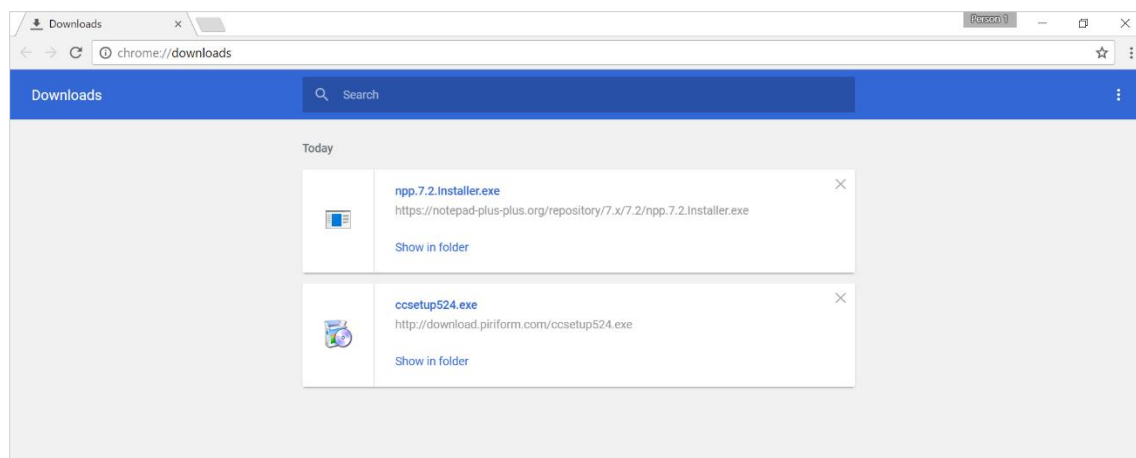 Downloads
Person 1
chrome://downloads
Downloads
Search
Today
npp.7.2.Installer.exe
https://notepad-plus-plus.org/repository/7.x/7.2/npp.7.2.Installer.exe
Show in folder
ccsetup524.exe
http://download.piriform.com/ccsetup524.exe
Show in folder